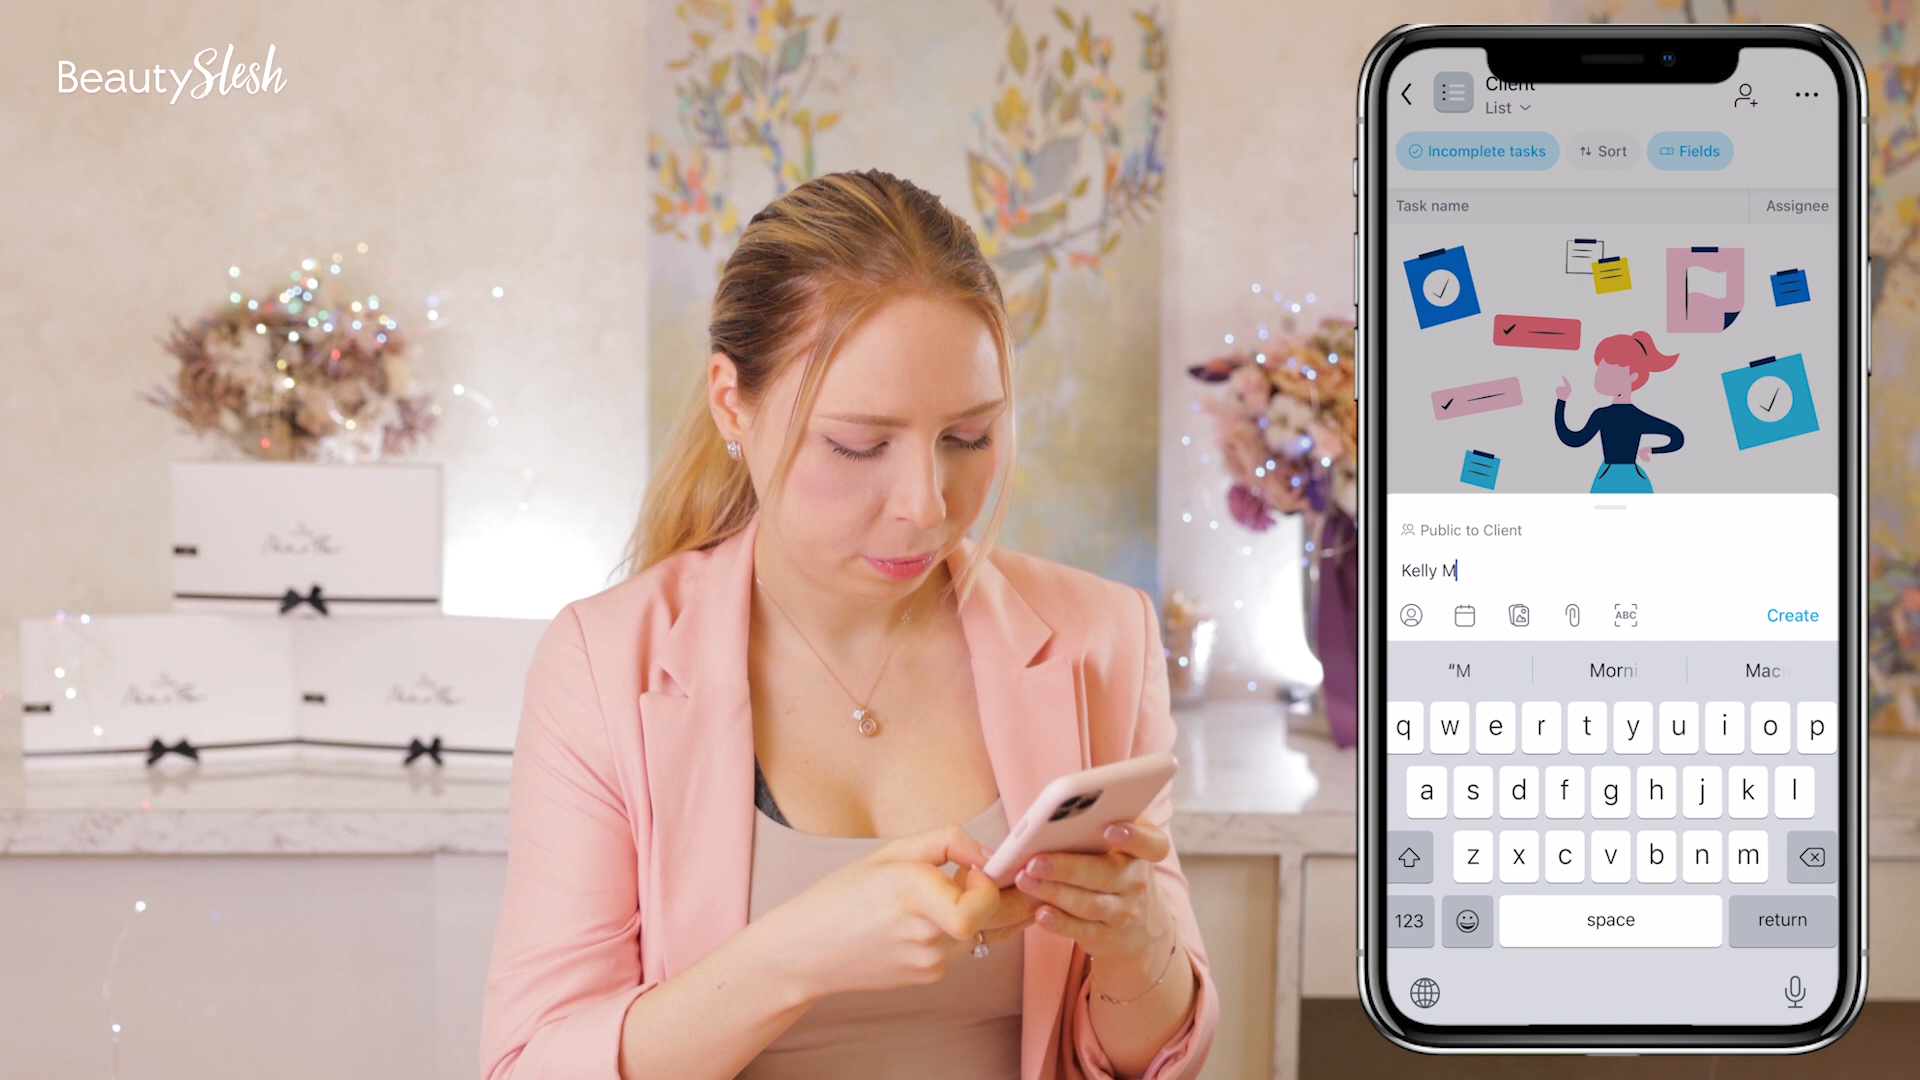 BeautySlesh
Client
List
Incomplete tasks
Sort
Fields
Task name
Assignee
Public to Client
Kelly M
ABC
Create
“M
Morni
Mac
q w e r t y u i o p
a s d f g h j k l
z x c v b n m
123
space
return